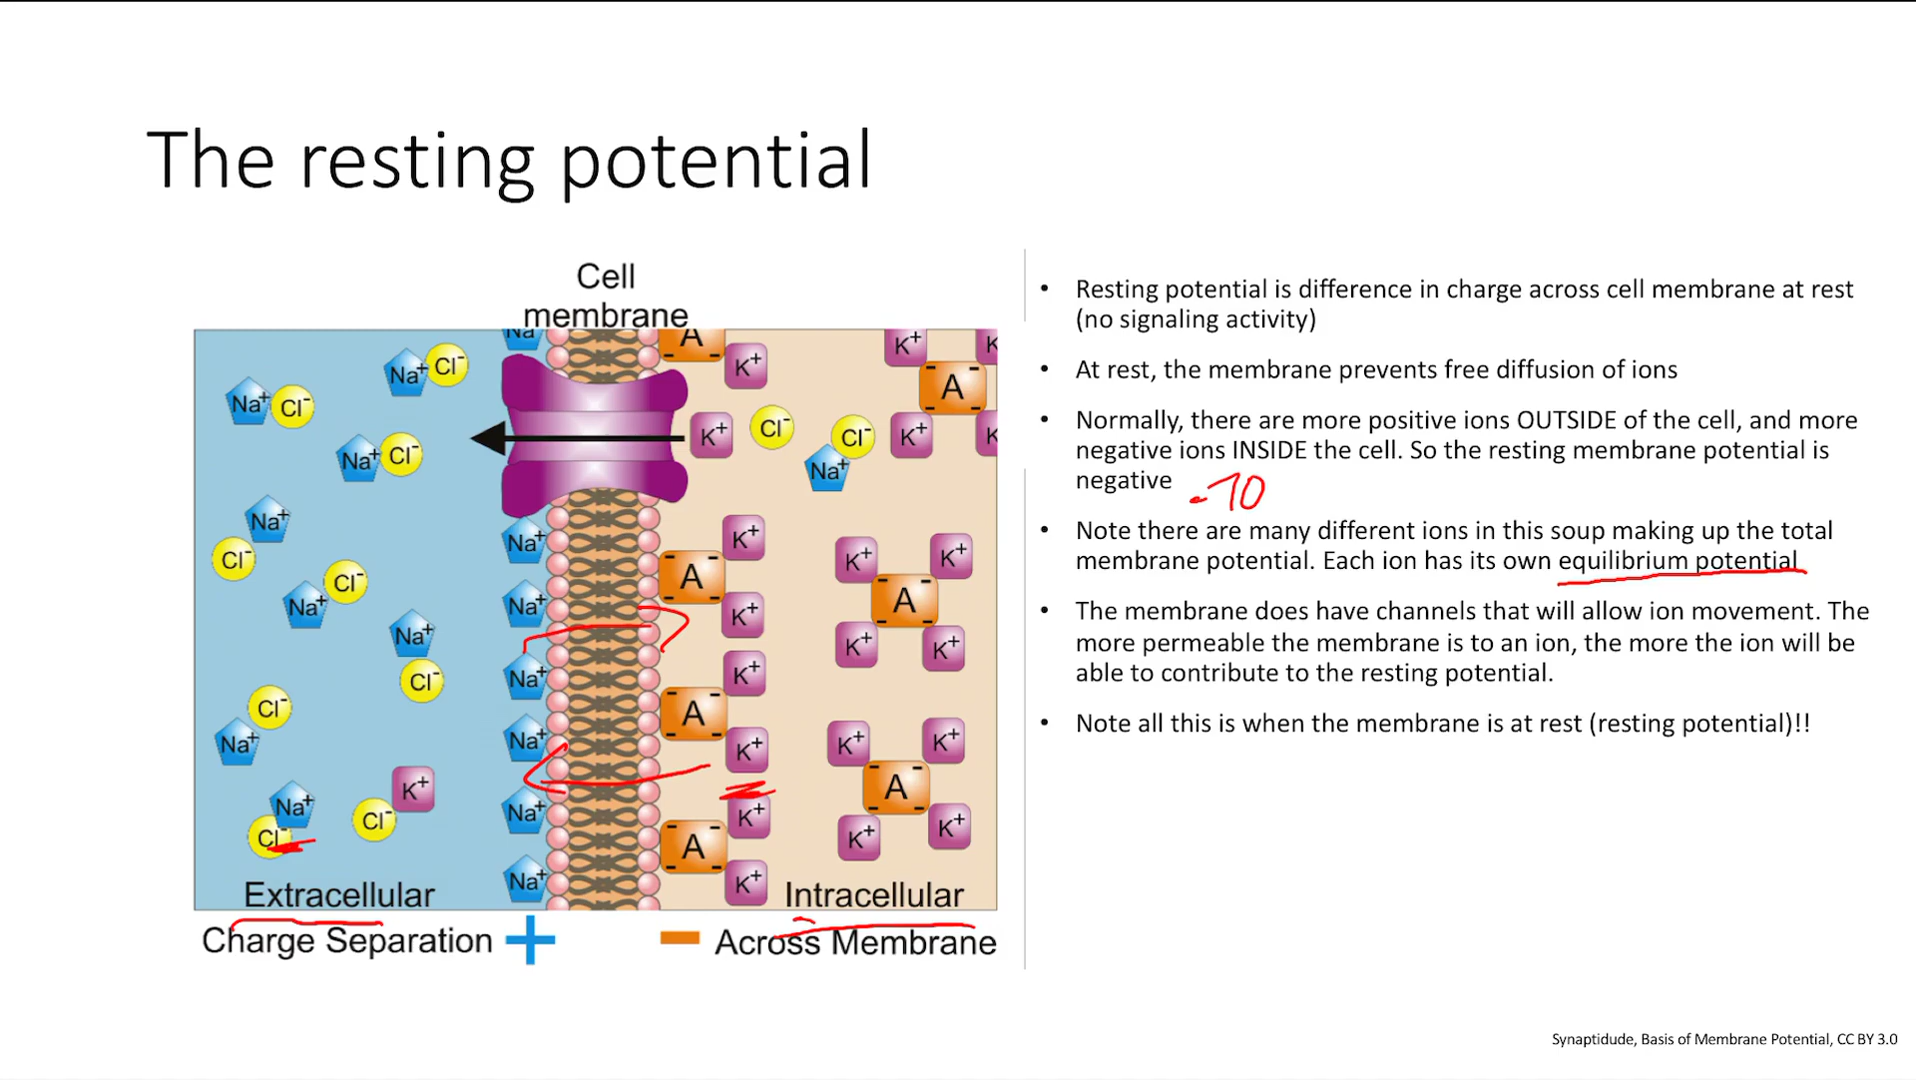 The resting potential
Cell
membrane
Na A K+ K+ K
Na+ Cl- A
Na+ Cl-
Na+ Cl- K+ Cl- Cl- K+ K
Na+
Na+
Cl-
Na+ K+ K+ K+
Cl- A
Cl-
Na+ Na+ K+ A
Na+ K+ K+
Cl- Na+ K+
Cl- A
Na+ Na+ K+ K+ K+
Na+ K+ Na+ K+ A
Cl- Cl- A K+ K+
Na+ K+
Extracellular Intracellular
Charge Separation + - Across Membrane
• Resting potential is difference in charge across cell membrane at rest
(no signaling activity)
• At rest, the membrane prevents free diffusion of ions
• Normally, there are more positive ions OUTSIDE of the cell, and more
negative ions INSIDE the cell. So the resting membrane potential is
negative -70
• Note there are many different ions in this soup making up the total
membrane potential. Each ion has its own equilibrium potential
• The membrane does have channels that will allow ion movement. The
more permeable the membrane is to an ion, the more the ion will be
able to contribute to the resting potential.
• Note all this is when the membrane is at rest (resting potential)!!
Synaptidude, Basis of Membrane Potential, CC BY 3.0